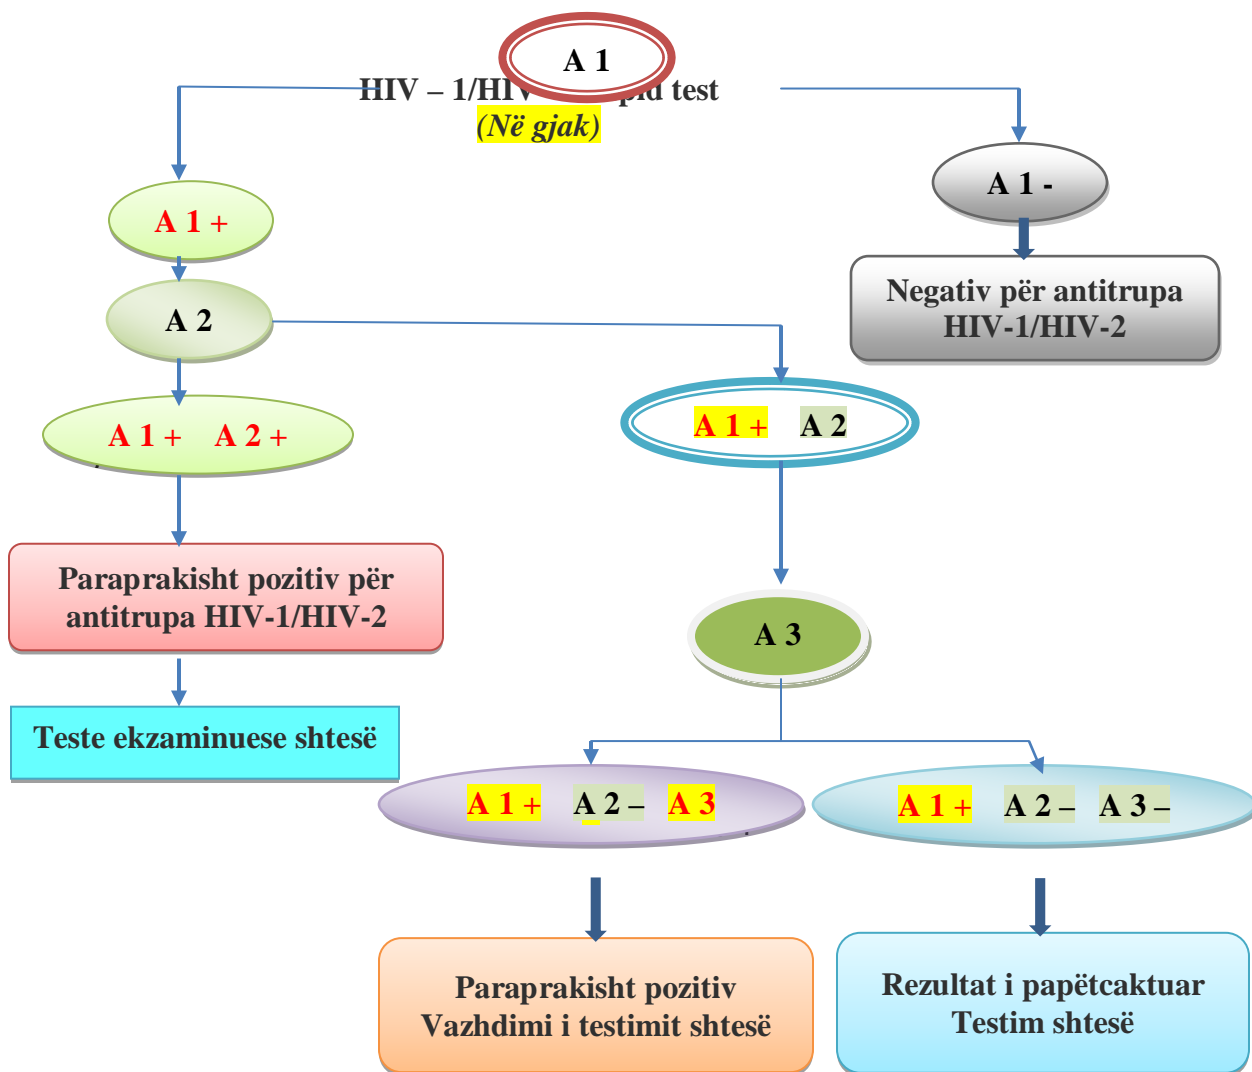 A 1
HIV – 1/HIV test
(Në gjak)
A 1 -
A 1 +
Negativ për antitrupa
HIV-1/HIV-2
A 2
A 1 + A 2
A 1 + A 2 +
Paraprakisht pozitiv për
antitrupa HIV-1/HIV-2
A 3
Teste ekzaminuese shtesë
A 1 + A 2 – A 3
A 1 + A 2 – A 3 –
Paraprakisht pozitiv
Vazhdimi i testimit shtesë
Rezultat i papëtcaktuar
Testim shtesë